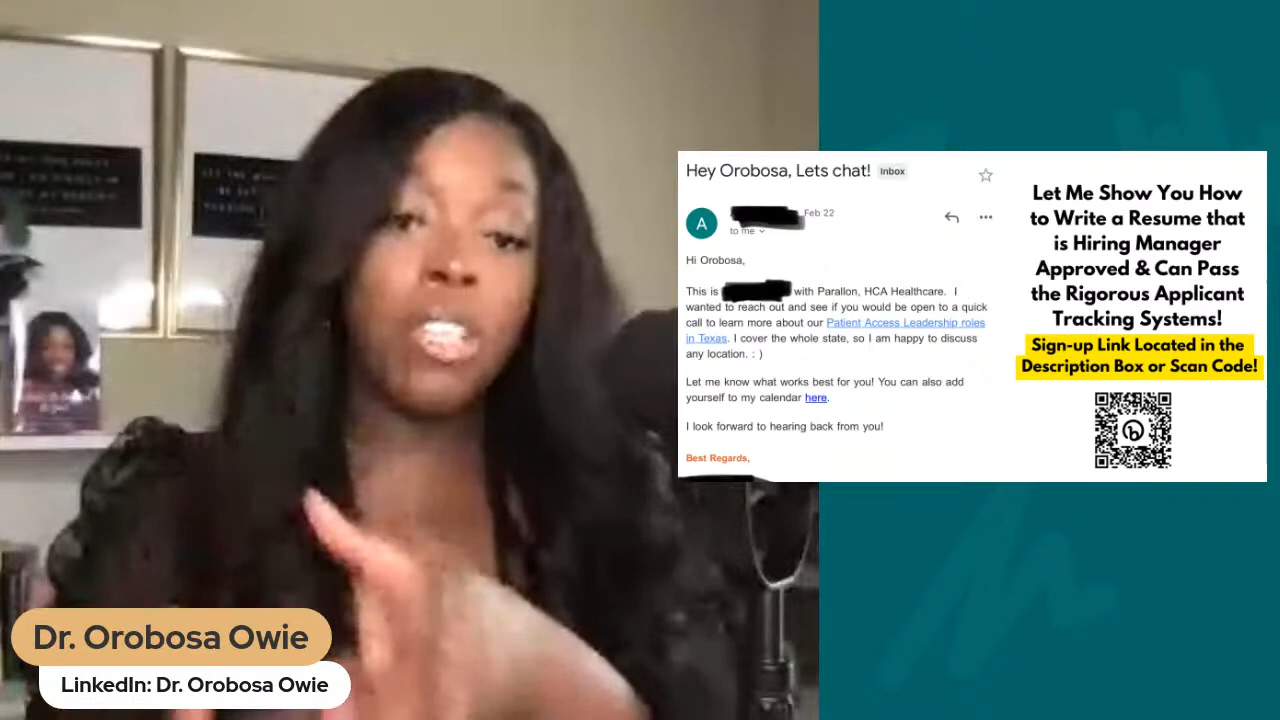 Hey Orobosa, Lets chat! Inbox
A
Feb 22
to me
Hi Orobosa,
This is with Parallon, HCA Healthcare. I
wanted to reach out and see if you would be open to a quick
call to learn more about our Patient Access Leadership roles
in Texas. I cover the whole state, so I am happy to discuss
any location. : )
Let me know what works best for you! You can also add
yourself to my calendar here.
I look forward to hearing back from you!
Best Regards,
Let Me Show You How
to Write a Resume that
is Hiring Manager
Approved & Can Pass
the Rigorous Applicant
Tracking Systems!
Sign-up Link Located in the
Description Box or Scan Code!
Dr. Orobosa Owie
LinkedIn: Dr. Orobosa Owie